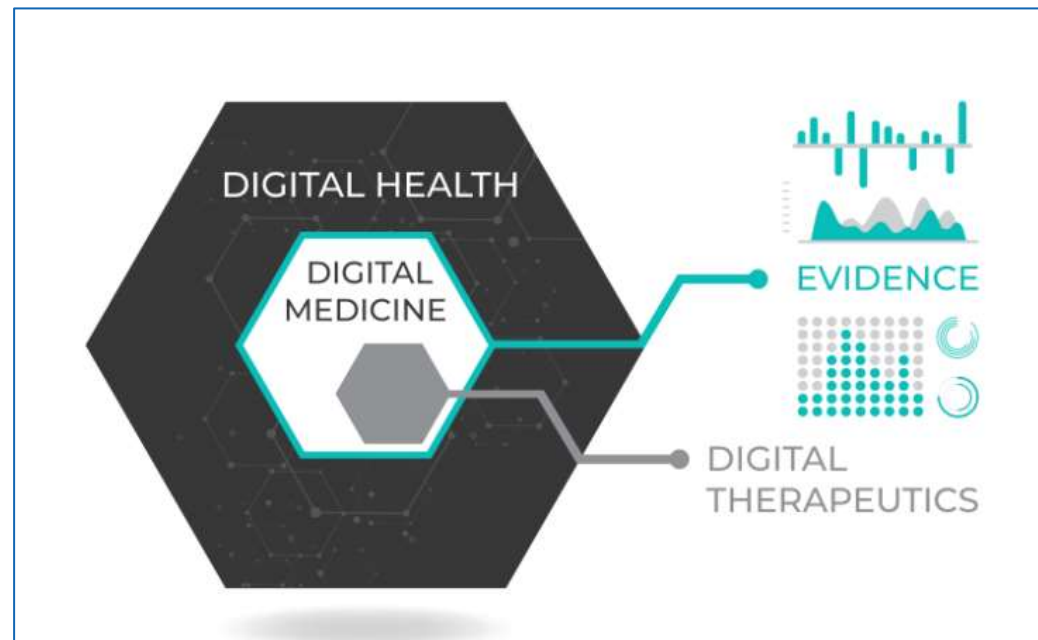 DIGITAL HEALTH
DIGITAL
MEDICINE
EVIDENCE
DIGITAL
THERAPEUTICS